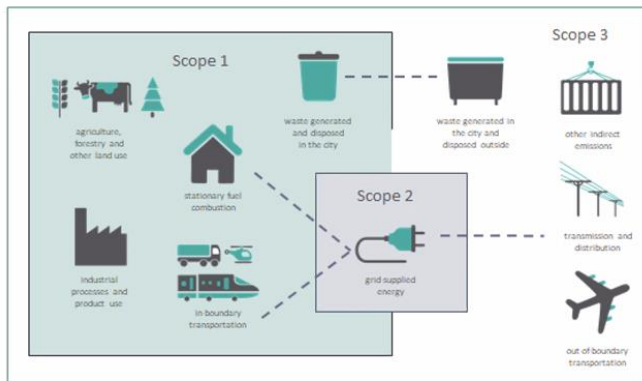 Scope 1
Scope 3
agriculture,
forestry and
other land use
waste generated
and disposed
in the city
waste generated in
the city and
disposed outside
other indirect
emissions
stationary fuel
combustion
Scope 2
industrial
processes and
product use
in boundary
transportation
grid supplied
energy
transmission and
distribution
out of boundary
transportation